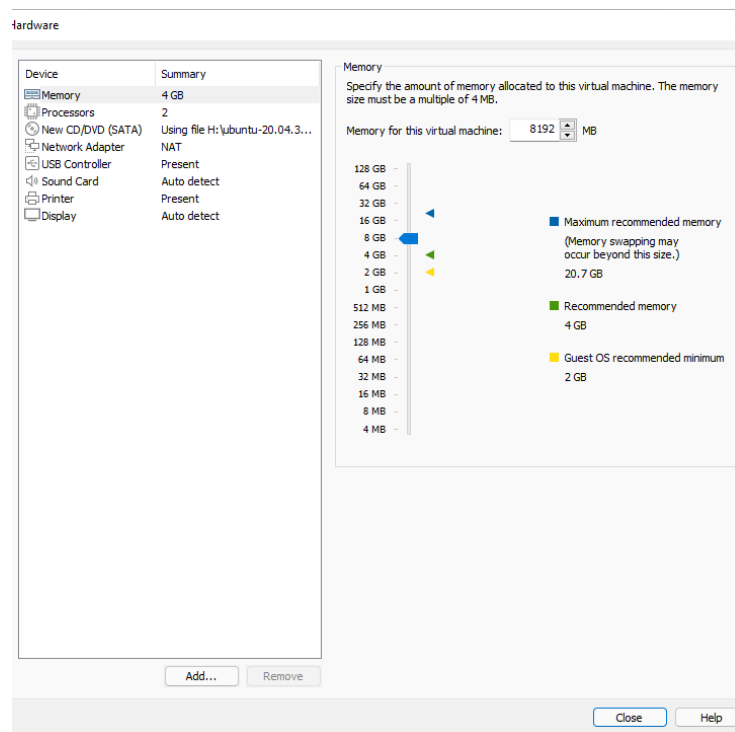 Hardware
Device Summary
Memory 4 GB
Processors 2
New CD/DVD (SATA) Using file H:\ubuntu-20.04.3...
Network Adapter NAT
USB Controller Present
Sound Card Auto detect
Printer Present
Display Auto detect
Add... Remove
Memory
Specify the amount of memory allocated to this virtual machine. The memory
size must be a multiple of 4 MB.
Memory for this virtual machine: 8192 MB
128 GB
64 GB
32 GB
16 GB
8 GB
4 GB
2 GB
1 GB
512 MB
256 MB
128 MB
64 MB
32 MB
16 MB
8 MB
4 MB
Maximum recommended memory
(Memory swapping may
occur beyond this size.)
20.7 GB
Recommended memory
4 GB
Guest OS recommended minimum
2 GB
Close Help